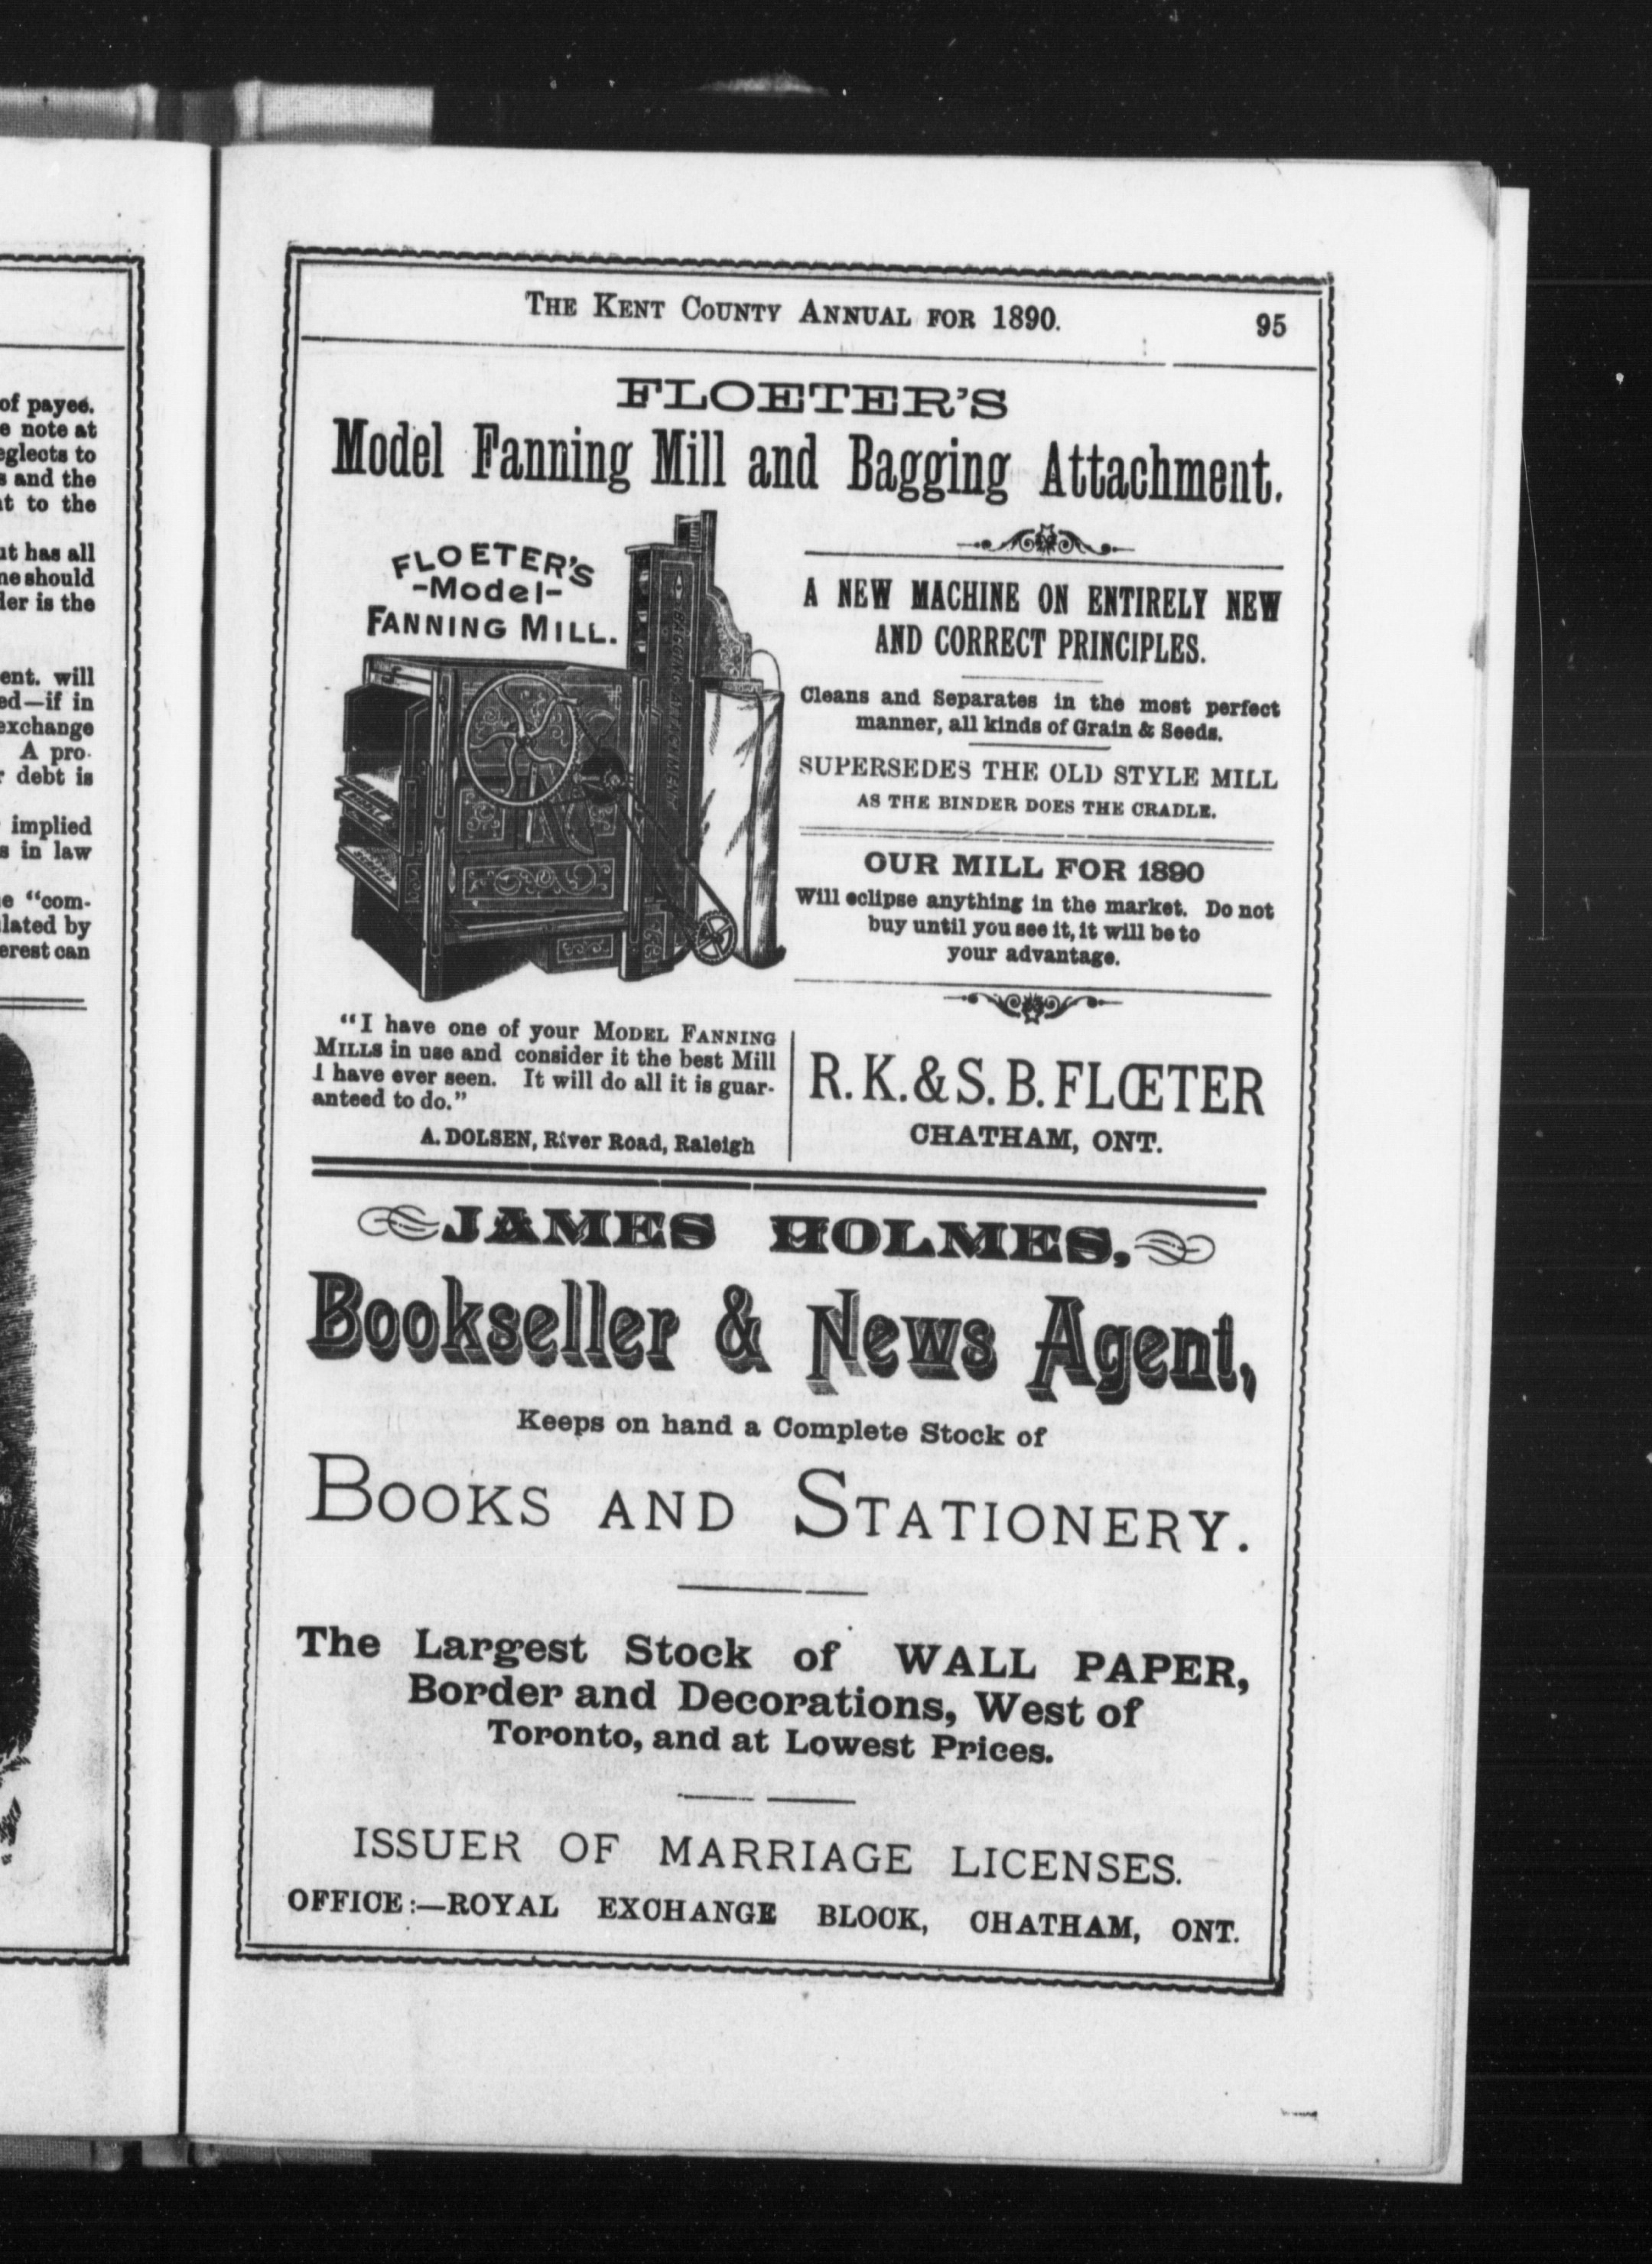 of payee.
note at
to
and the
to the
has all
should
is the
ent. will
ed—if in
exchange
A pro-
debt is
implied
in law
"com-
by
can
THE KENT COUNTY ANNUAL FOR 1890.
95
FLOETER'S
Model Fanning Mill and Bagging Attachment.
FLOETER'S
-Model-
FANNING MILL.
BAGGING ATTACHMENT
A NEW MACHINE ON ENTIRELY NEW
AND CORRECT PRINCIPLES.
Cleans and Separates in the most perfect
manner, all kinds of Grain & Seeds.
SUPERSEDES THE OLD STYLE MILL
AS THE BINDER DOES THE CRADLE.
OUR MILL FOR 1890
Will eclipse anything in the market. Do not
buy until you see it, it will be to
your advantage.
"I have one of your MODEL FANNING
MILLS in use and consider it the best Mill
I have ever seen. It will do all it is guar-
anteed to do."
A. DOLSEN, River Road, Raleigh
R. K. & S. B. FLŒTER
CHATHAM, ONT.
JAMES HOLMES,
Bookseller & News Agent,
Keeps on hand a Complete Stock of
BOOKS AND STATIONERY.
The Largest Stock of WALL PAPER,
Border and Decorations, West of
Toronto, and at Lowest Prices.
ISSUER OF MARRIAGE LICENSES.
OFFICE:—ROYAL EXCHANGE BLOCK, CHATHAM, ONT.